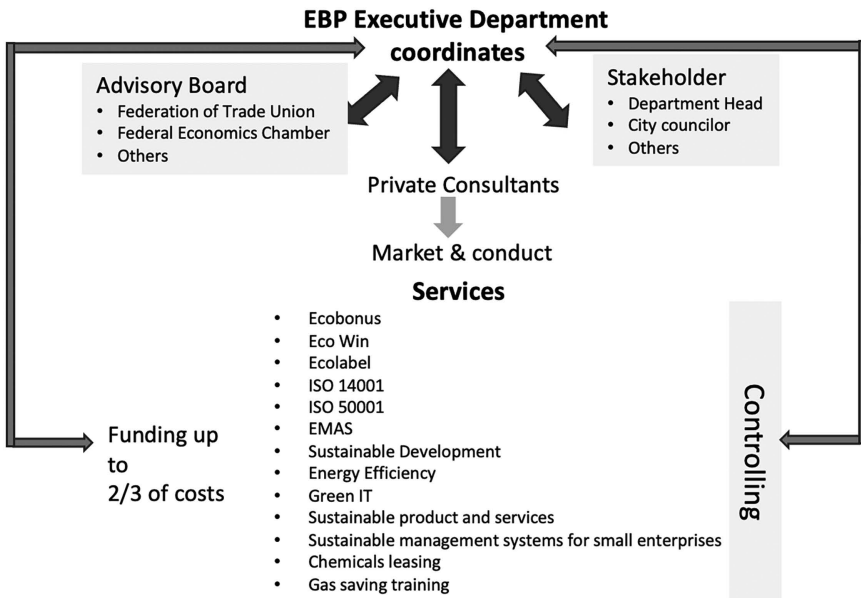 EBP Executive Department
coordinates
Advisory Board
• Federation of Trade Union
• Federal Economics Chamber
• Others
Stakeholder
• Department Head
• City councilor
• Others
Private Consultants
Market & conduct
Services
• Ecobonus
• Eco Win
• Ecolabel
• ISO 14001
• ISO 50001
• EMAS
• Sustainable Development
• Energy Efficiency
• Green IT
• Sustainable product and services
• Sustainable management systems for small enterprises
• Chemicals leasing
• Gas saving training
Funding up
to
2/3 of costs
Controlling